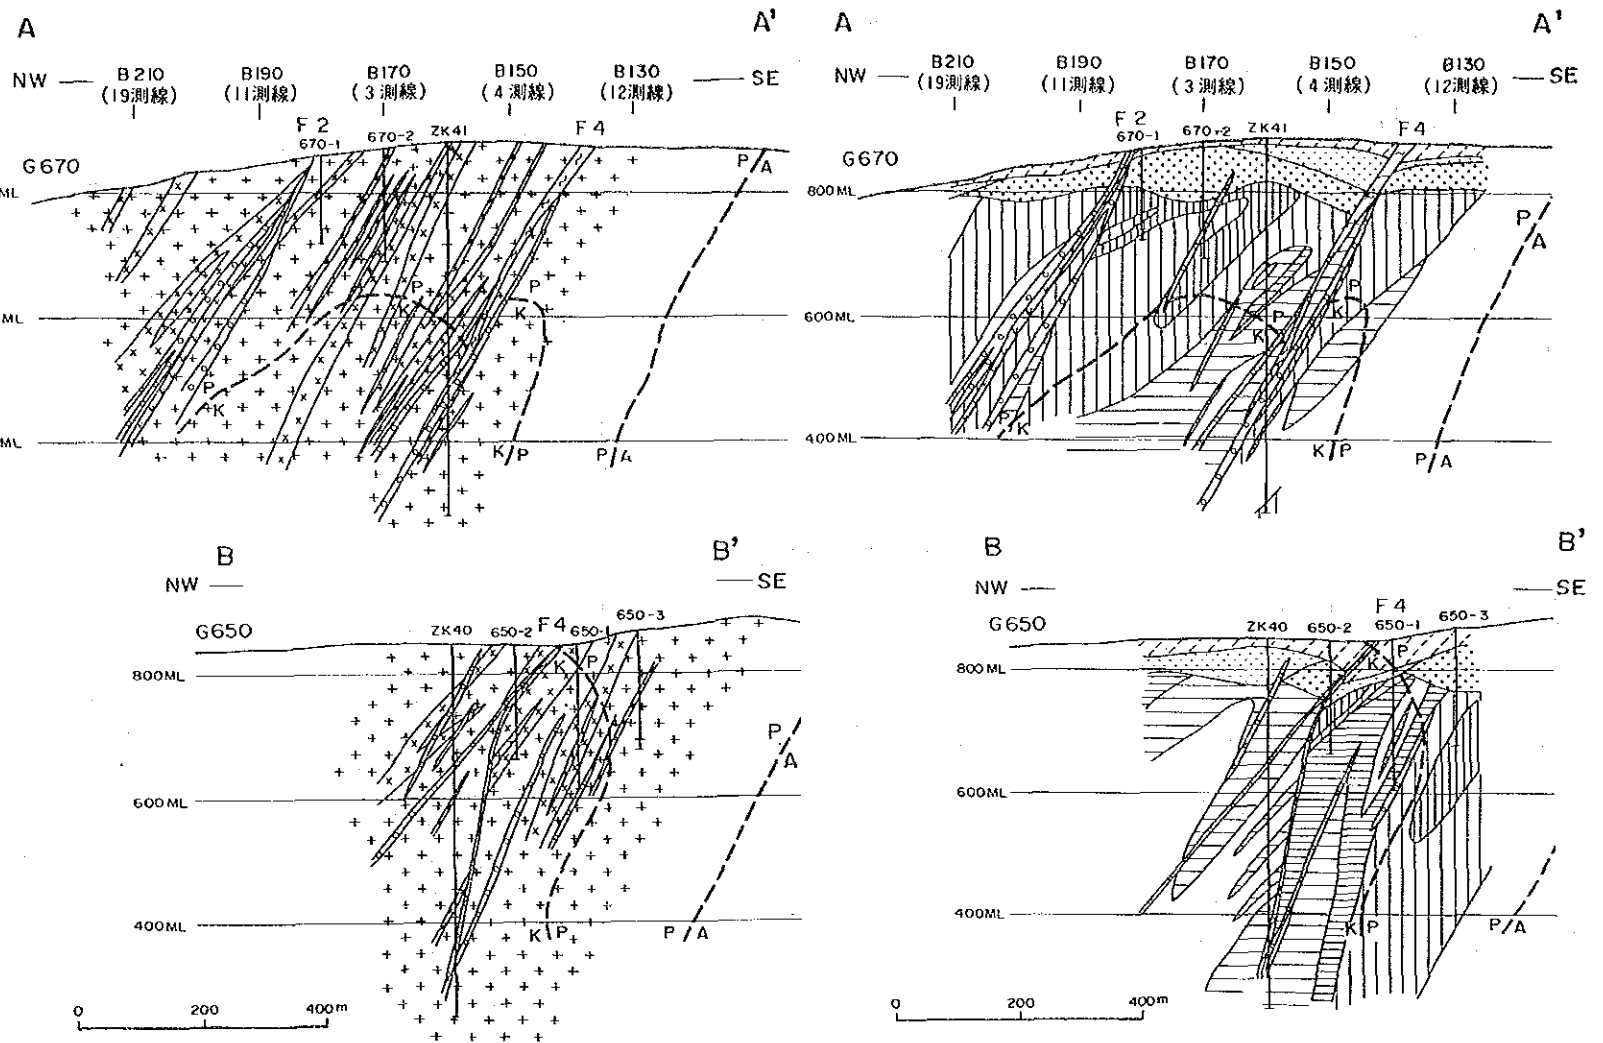 A A'
NW SE
B210 B190 B170 B150 B130
(19測線) (11測線) (3測線) (4測線) (12測線)
F2 670-1 670-2 ZK41 F4
G670
P/A
ML
ML
P
K
P
K
P
K
ML
K/P
P/A
A A'
NW SE
B210 B190 B170 B150 B130
(19測線) (11測線) (3測線) (4測線) (12測線)
F2 670-1 670-2 ZK41 F4
G670
800ML
P
A
600ML
P
K
P
K
P
K
400ML
K/P
P/A
B B'
NW SE
G650
ZK40 650-2 F4 650-1 650-3
K P
800ML
P
A
600ML
400ML
K P
P/A
0 200 400m
B B'
NW SE
G650
ZK40 650-2 F4 650-1 650-3
K P
800ML
600ML
400ML
K/P
P/A
0 200 400m